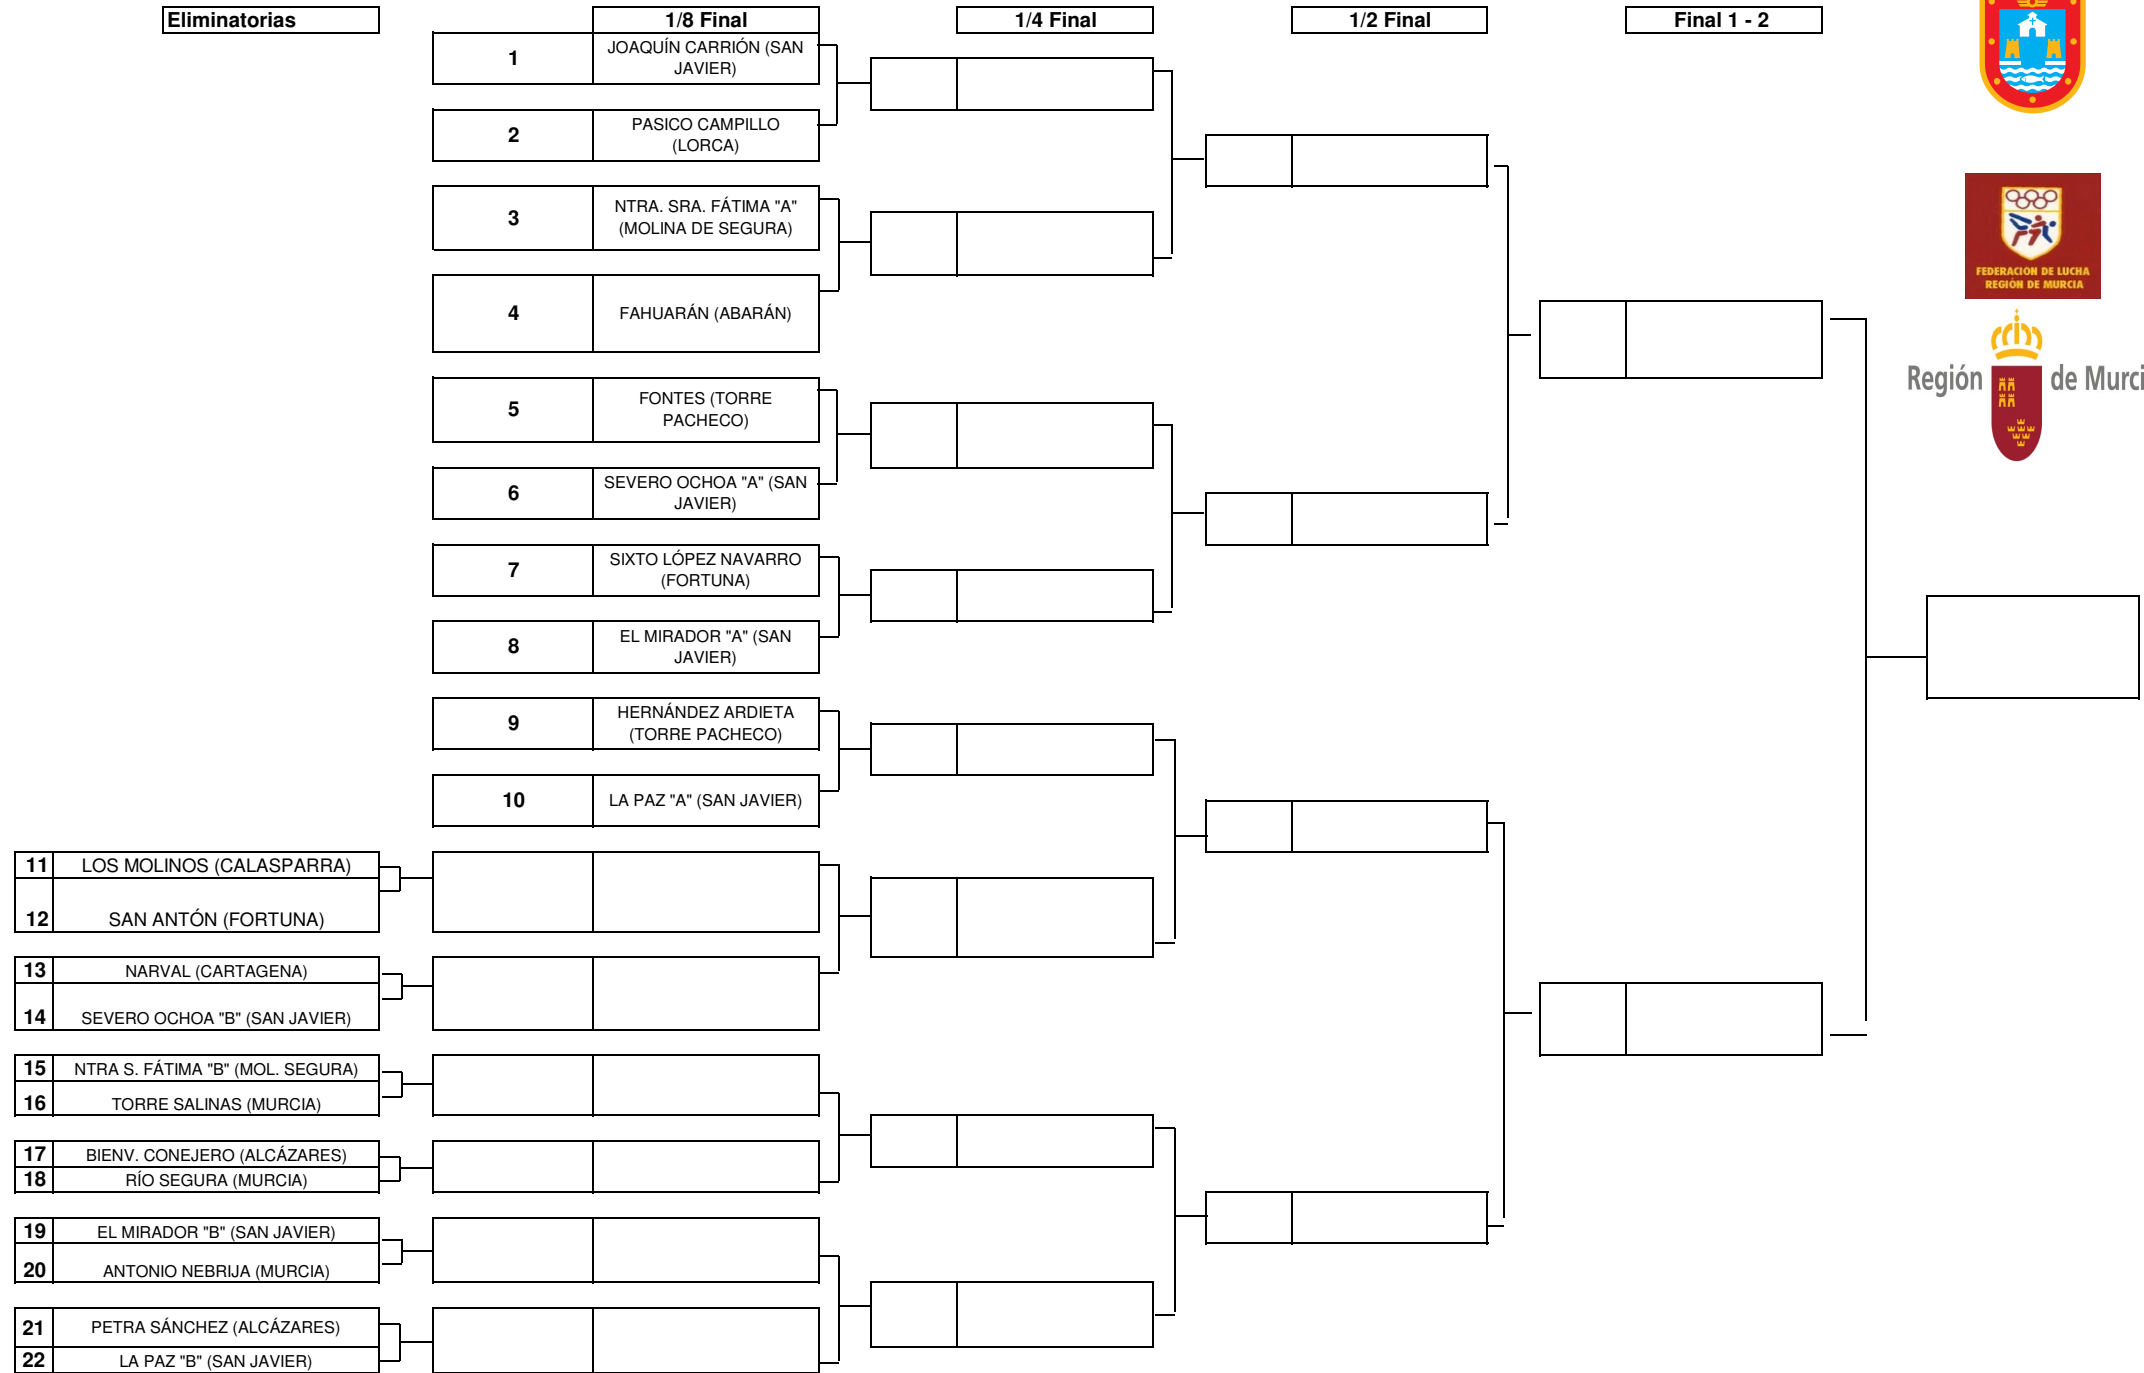 Eliminatorias
1/8 Final
1/4 Final
1/2 Final
Final 1 - 2
1
JOAQUÍN CARRIÓN (SAN
JAVIER)
2
PASICO CAMPILLO
(LORCA)
3
NTRA. SRA. FÁTIMA "A"
(MOLINA DE SEGURA)
4
FAHUARÁN (ABARÁN)
5
FONTES (TORRE
PACHECO)
6
SEVERO OCHOA "A" (SAN
JAVIER)
7
SIXTO LÓPEZ NAVARRO
(FORTUNA)
8
EL MIRADOR "A" (SAN
JAVIER)
9
HERNÁNDEZ ARDIETA
(TORRE PACHECO)
10
LA PAZ "A" (SAN JAVIER)
11 LOS MOLINOS (CALASPARRA)
12 SAN ANTÓN (FORTUNA)
13 NARVAL (CARTAGENA)
14 SEVERO OCHOA "B" (SAN JAVIER)
15 NTRA S. FÁTIMA "B" (MOL. SEGURA)
16 TORRE SALINAS (MURCIA)
17 BIENV. CONEJERO (ALCÁZARES)
18 RÍO SEGURA (MURCIA)
19 EL MIRADOR "B" (SAN JAVIER)
20 ANTONIO NEBRIJA (MURCIA)
21 PETRA SÁNCHEZ (ALCÁZARES)
22 LA PAZ "B" (SAN JAVIER)
FEDERACION DE LUCHA
REGIÓN DE MURCIA
Región de Murci